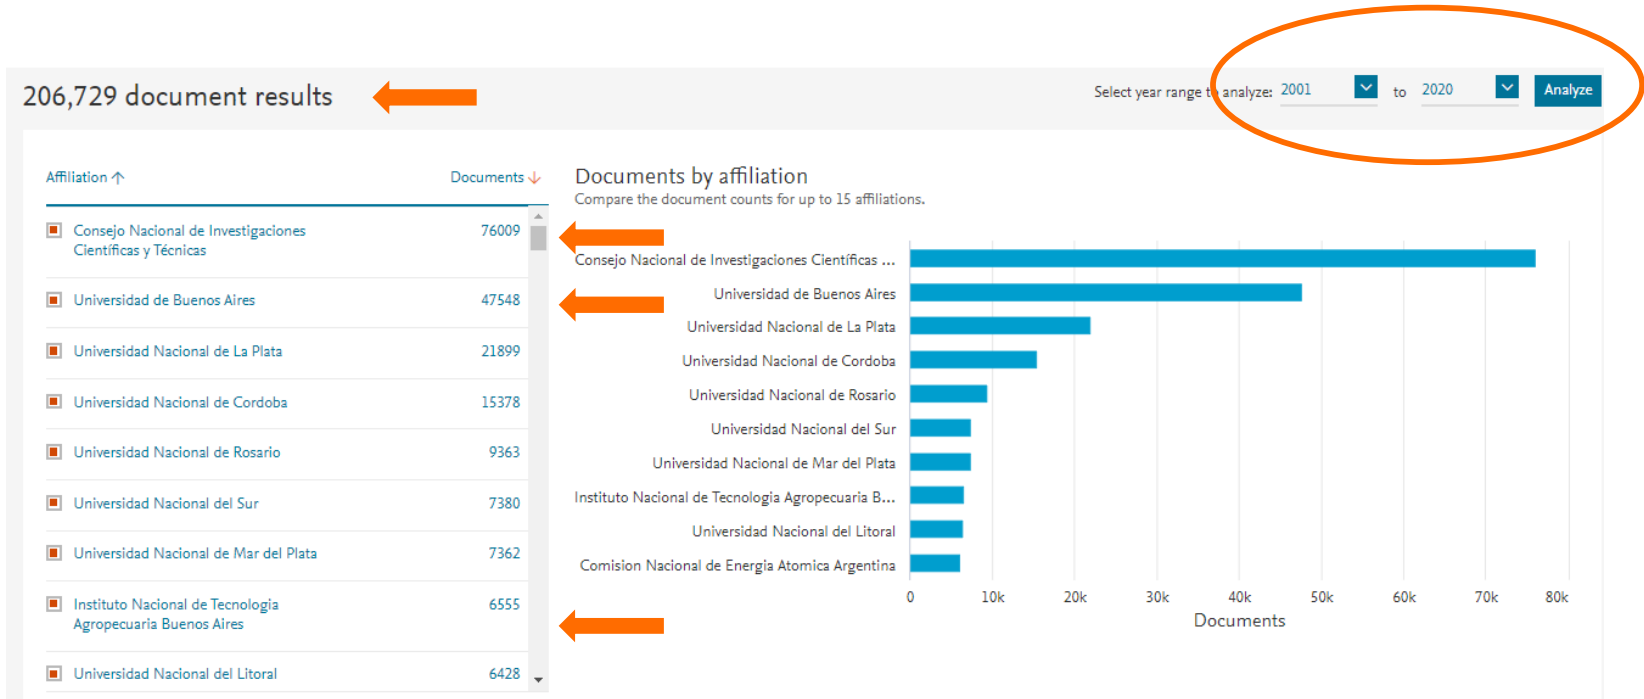 206,729 document results
Select year range to analyze: 2001 to 2020 Analyze
Affiliation Documents
Consejo Nacional de Investigaciones
Científicas y Técnicas 76009
Universidad de Buenos Aires 47548
Universidad Nacional de La Plata 21899
Universidad Nacional de Cordoba 15378
Universidad Nacional de Rosario 9363
Universidad Nacional del Sur 7380
Universidad Nacional de Mar del Plata 7362
Instituto Nacional de Tecnologia
Agropecuaria Buenos Aires 6555
Universidad Nacional del Litoral 6428
Documents by affiliation
Compare the document counts for up to 15 affiliations.
Consejo Nacional de Investigaciones Científicas ...
Universidad de Buenos Aires
Universidad Nacional de La Plata
Universidad Nacional de Cordoba
Universidad Nacional de Rosario
Universidad Nacional del Sur
Universidad Nacional de Mar del Plata
Instituto Nacional de Tecnologia Agropecuaria B...
Universidad Nacional del Litoral
Comision Nacional de Energia Atomica Argentina
0 10k 20k 30k 40k 50k 60k 70k 80k
Documents